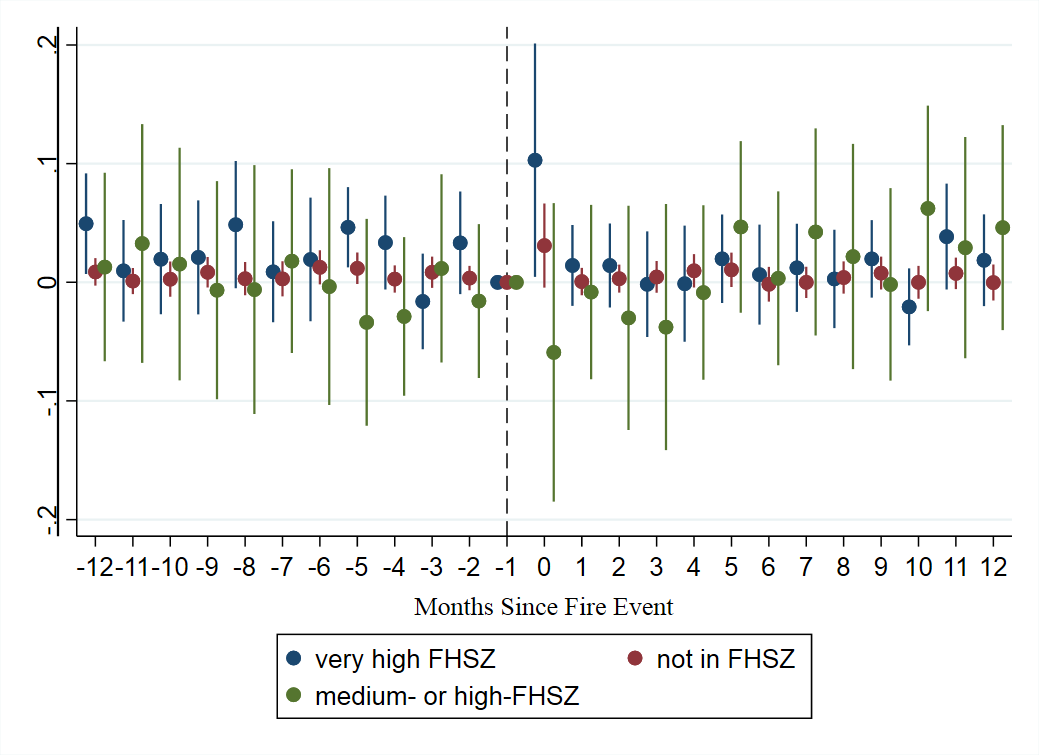 .2
.1
0
-.1
-.2
-12 -11 -10 -9 -8 -7 -6 -5 -4 -3 -2 -1 0 1 2 3 4 5 6 7 8 9 10 11 12
Months Since Fire Event
very high FHSZ not in FHSZ
medium- or high-FHSZ